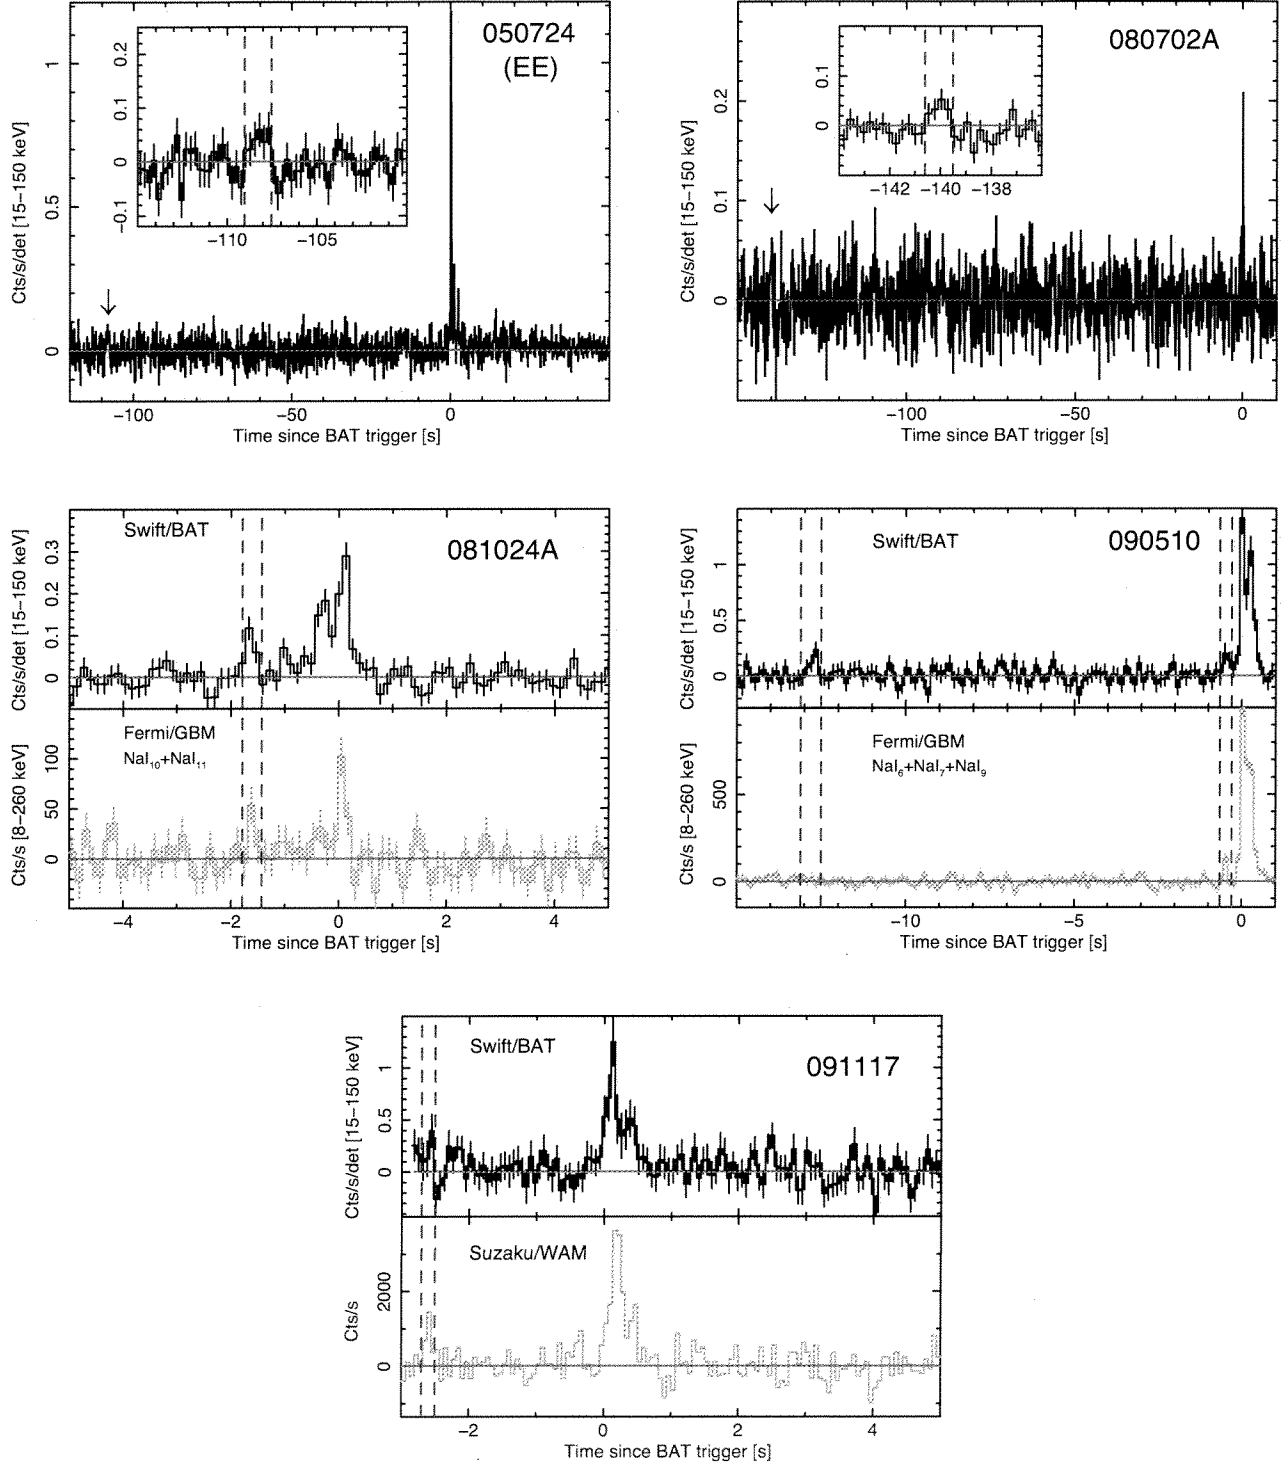 050724
(EE)
Cts/s/det [15−150 keV]
1
0.5
0
0.2
0.1
0
−0.1
−110
−105
−100
−50
0
Time since BAT trigger [s]
080702A
Cts/s/det [15−150 keV]
0.2
0.1
0
0.1
0
−142
−140
−138
−100
−50
0
Time since BAT trigger [s]
Swift/BAT
081024A
Cts/s/det [15−150 keV]
0.3
0.2
0.1
0
Fermi/GBM
NaI10+NaI11
Cts/s [8−260 keV]
100
50
0
−4
−2
0
2
4
Time since BAT trigger [s]
Swift/BAT
090510
Cts/s/det [15−150 keV]
1
0.5
0
Fermi/GBM
NaI6+NaI7+NaI9
Cts/s [8−260 keV]
500
0
−10
−5
0
Time since BAT trigger [s]
Swift/BAT
091117
Cts/s/det [15−150 keV]
1
0.5
0
Suzaku/WAM
Cts/s
2000
0
−2
0
2
4
Time since BAT trigger [s]